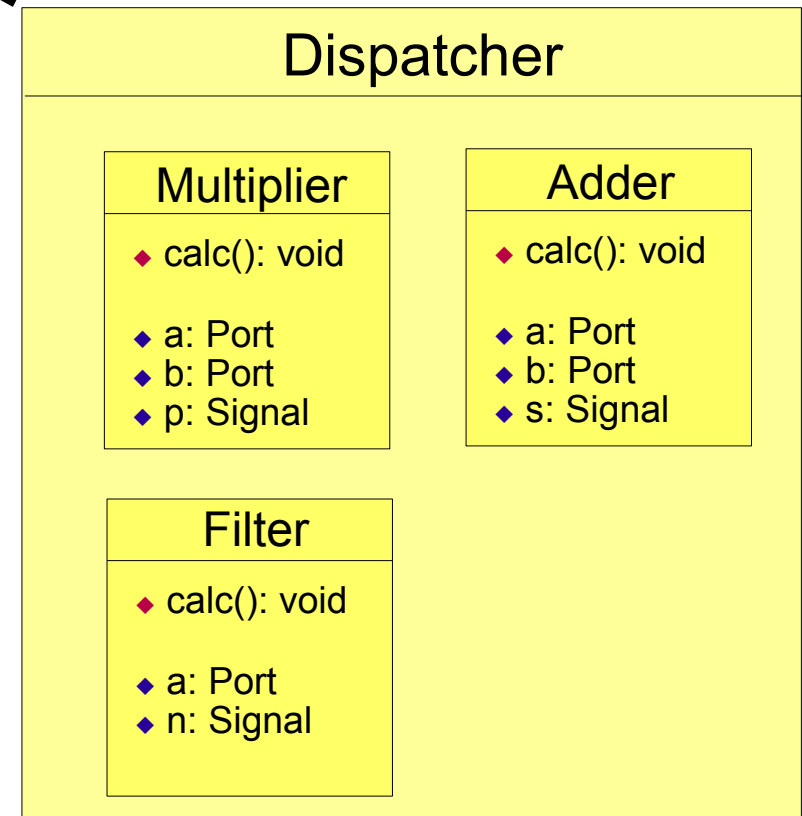 Dispatcher
Multiplier
calc(): void
a: Port
b: Port
p: Signal
Adder
calc(): void
a: Port
b: Port
s: Signal
Filter
calc(): void
a: Port
n: Signal